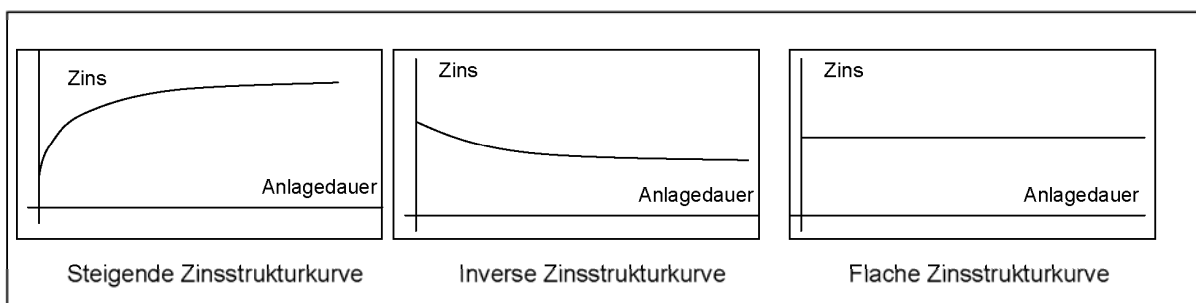 Zins
Anlagedauer
Steigende Zinsstrukturkurve
Zins
Anlagedauer
Inverse Zinsstrukturkurve
Zins
Anlagedauer
Flache Zinsstrukturkurve